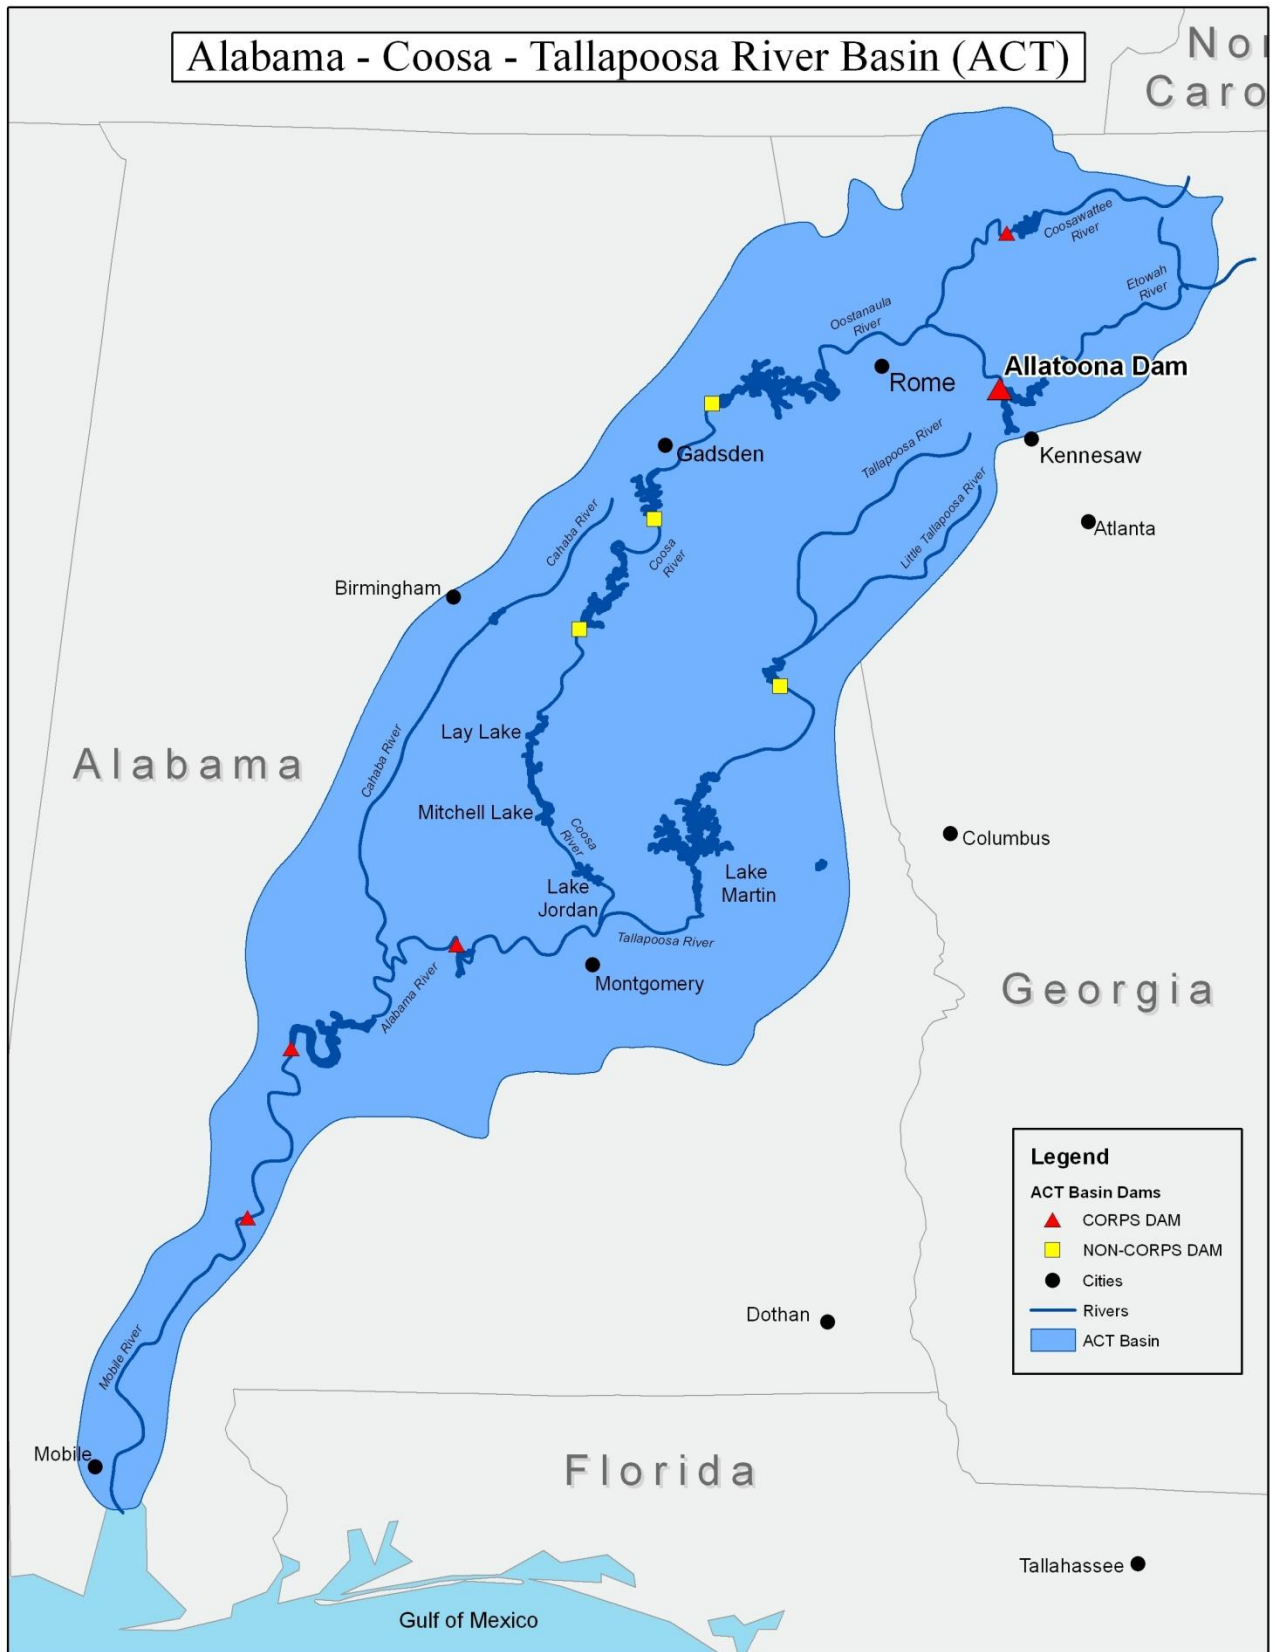 Alabama - Coosa - Tallapoosa River Basin (ACT)
Caro
Coosawattee
River
Etowah
River
Oostanaula
River
Allatoona Dam
Rome
Tallapoosa River
Gadsden
Kennesaw
Little Tallapoosa River
Cahaba River
Atlanta
Coosa
River
Birmingham
Lay Lake
Cahaba River
Alabama
Mitchell Lake
Coosa
River
Columbus
Lake
Martin
Lake
Jordan
Tallapoosa River
Montgomery
Alabama River
Georgia
Legend
ACT Basin Dams
CORPS DAM
NON-CORPS DAM
Cities
Rivers
ACT Basin
Dothan
Mobile River
Mobile
Florida
Tallahassee
Gulf of Mexico